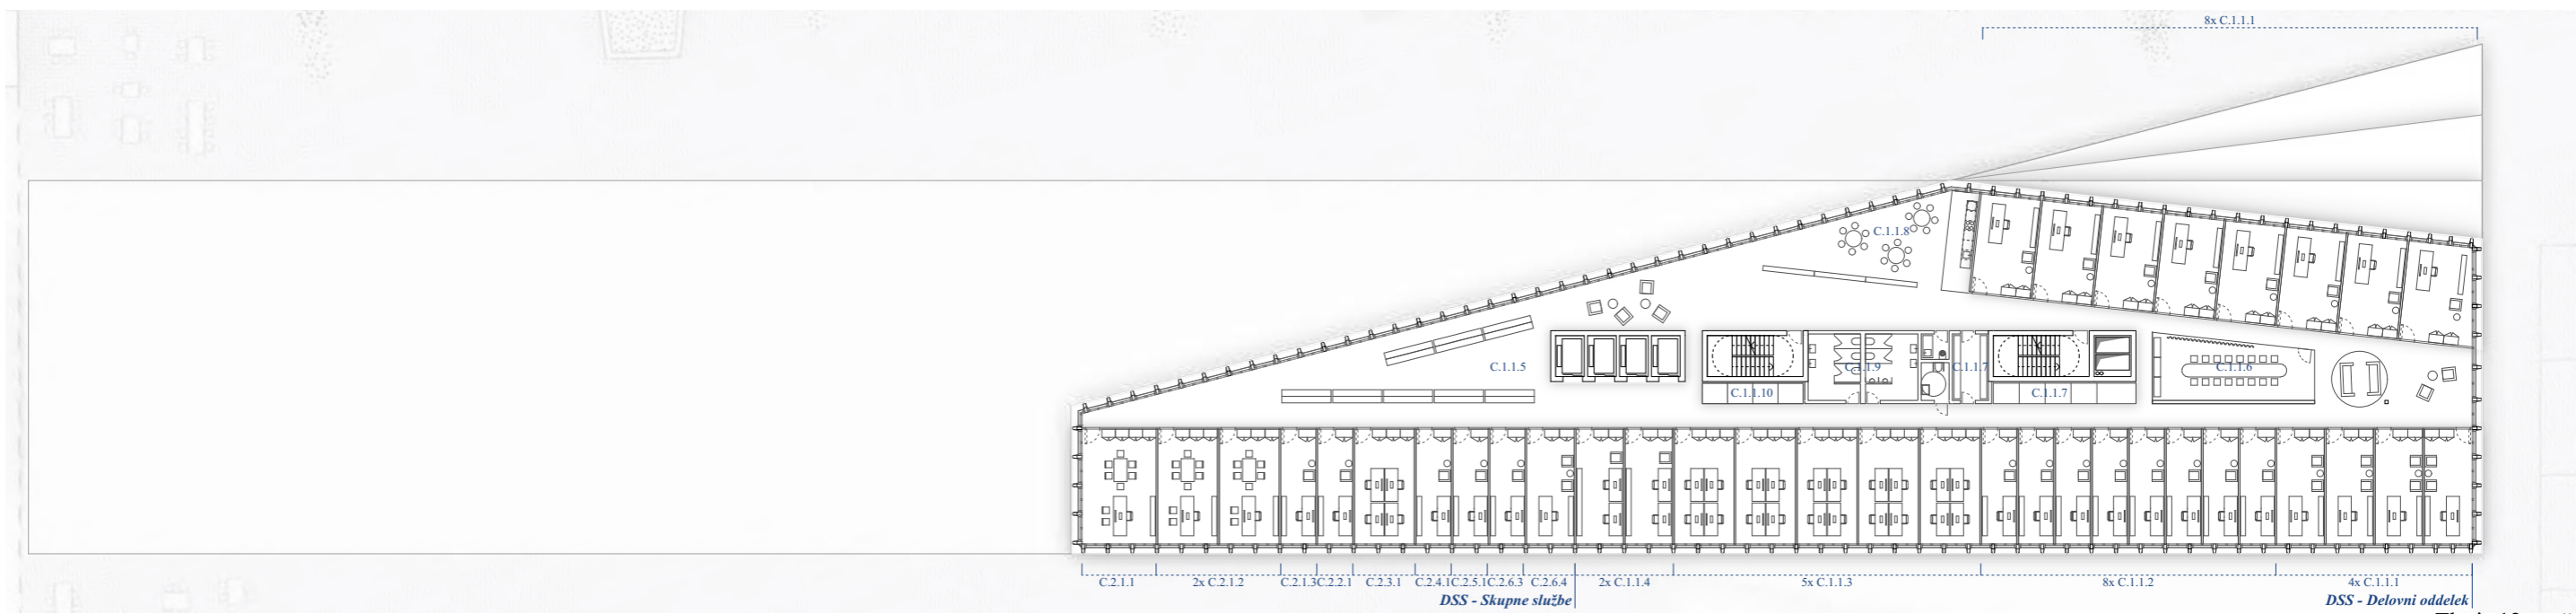 8x C.1.1.1
C.1.1.8
C.1.1.5
C.1.1.9
C.1.1.7
C.1.1.6
C.1.1.10
C.1.1.7
C.2.1.1
2x C.2.1.2
C.2.1.3
C.2.2.1
C.2.3.1
C.2.4.1
C.2.5.1
C.2.6.3
C.2.6.4
2x C.1.1.4
5x C.1.1.3
8x C.1.1.2
4x C.1.1.1
DSS - Skupne službe
DSS - Delovni oddelek